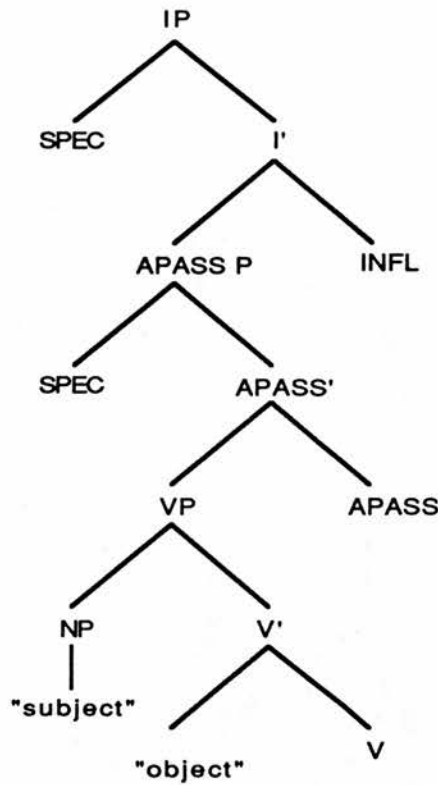 IP
SPEC I'
APASS P INFL
SPEC APASS'
VP APASS
NP V'
"subject"
"object" V